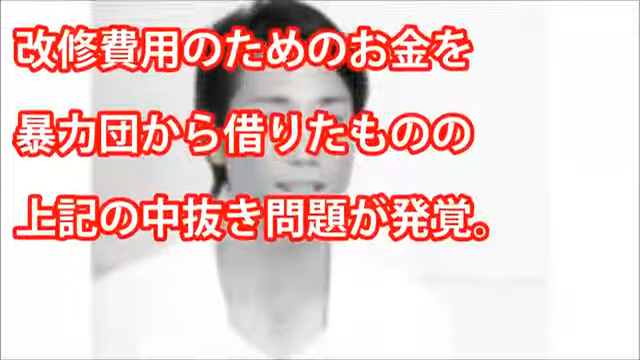 改修費用のためのお金を
暴力団から借りたものの
上記の中抜き問題が発覚。